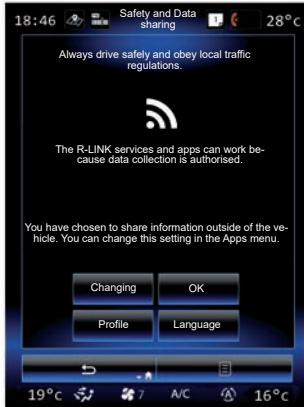 18:46
Safety and Data
sharing
28°c
Always drive safely and obey local traffic
regulations.
The R-LINK services and apps can work be-
cause data collection is authorised.
You have chosen to share information outside of the ve-
hicle. You can change this setting in the Apps menu.
Changing
OK
Profile
Language
19°c
7
A/C
16°c